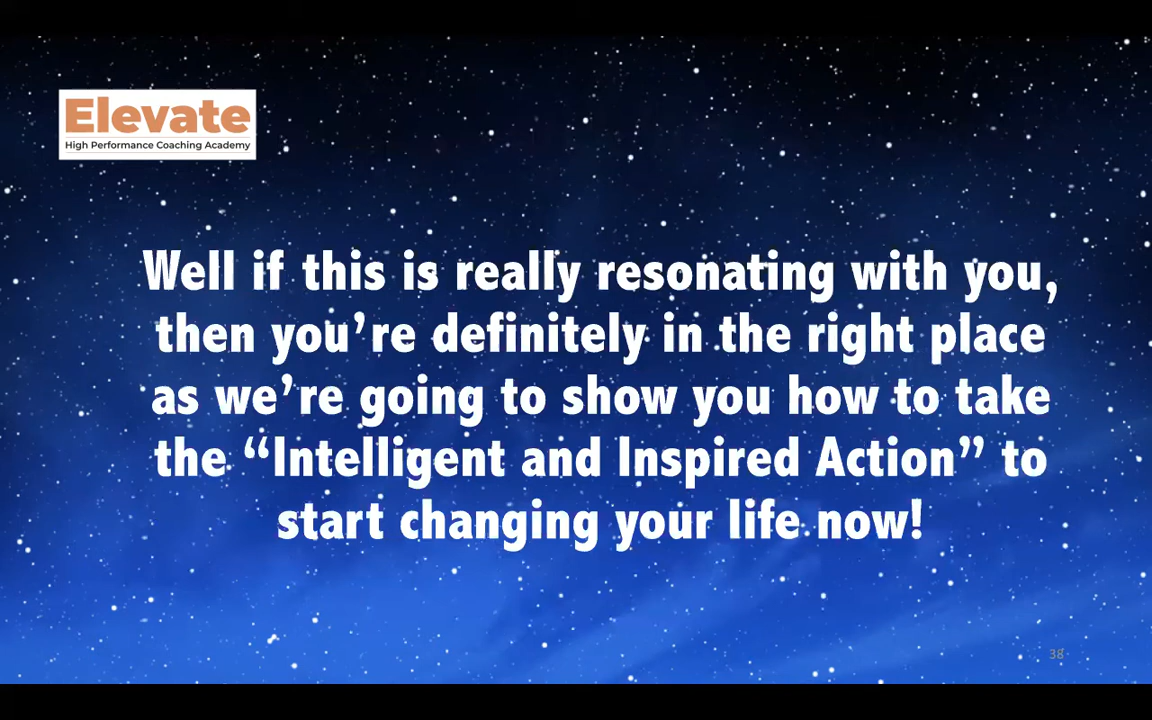 Elevate
High Performance Coaching Academy
Well if this is really resonating with you,
then you’re definitely in the right place
as we’re going to show you how to take
the “Intelligent and Inspired Action” to
start changing your life now!
38